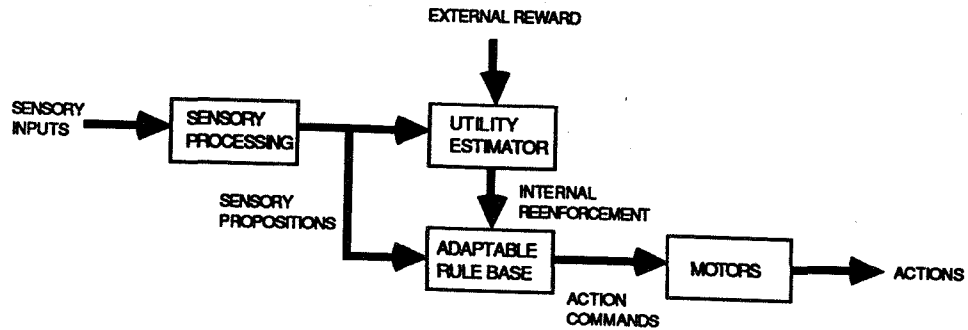 EXTERNAL REWARD
SENSORY
INPUTS
SENSORY
PROCESSING
UTILITY
ESTIMATOR
SENSORY
PROPOSITIONS
INTERNAL
REENFORCEMENT
ADAPTABLE
RULE BASE
MOTORS
ACTIONS
ACTION
COMMANDS